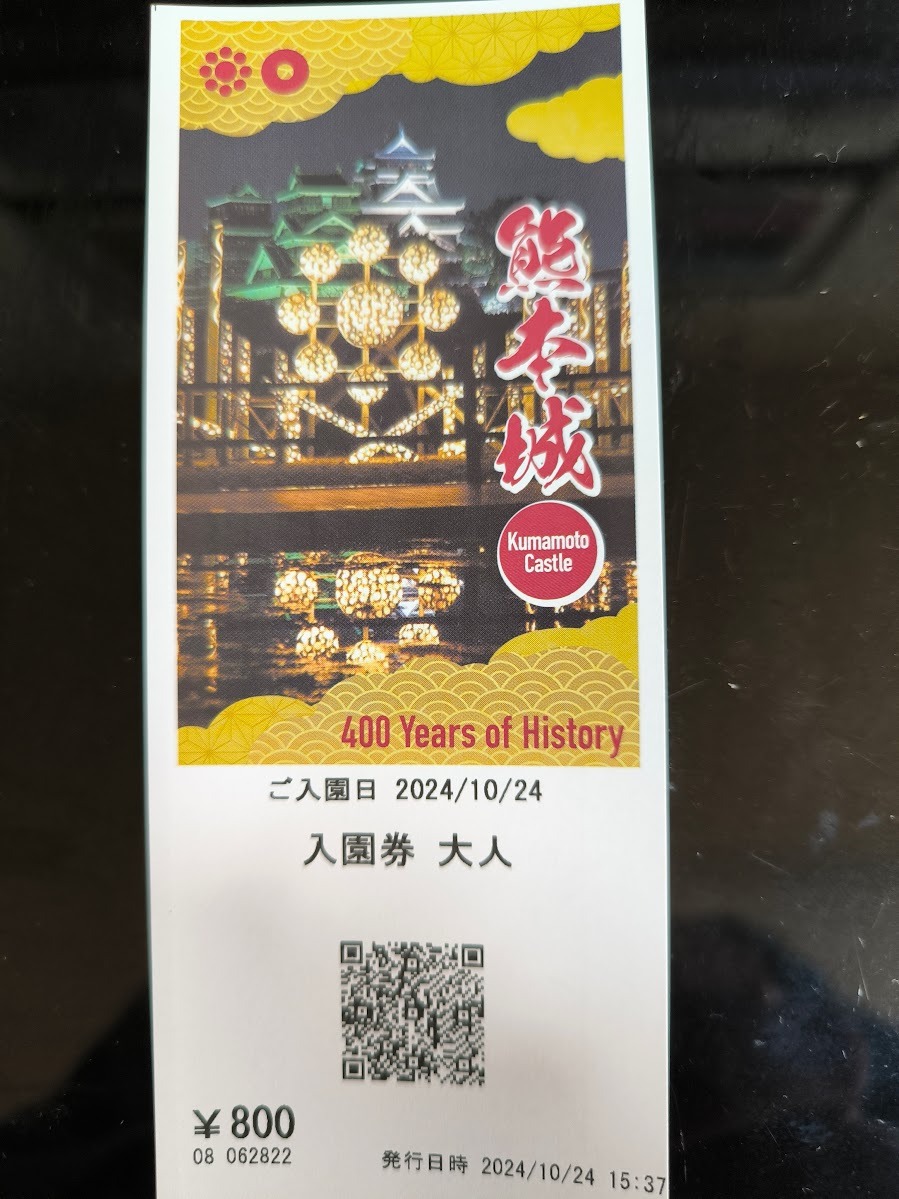 熊本城
Kumamoto
Castle
400 Years of History
ご入園日 2024/10/24
入園券 大人
¥800
08 062822
発行日時 2024/10/24 15:37